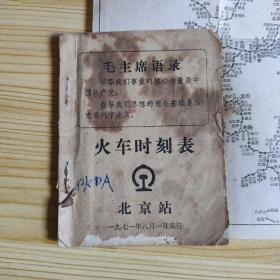 毛主席语录
领导我们事业的核心力量是中
国共产党。
指导我们思想的理论基础是马
克思列宁主义。
火车时刻表
PKDA
北京站
一九七一年八月一日实行